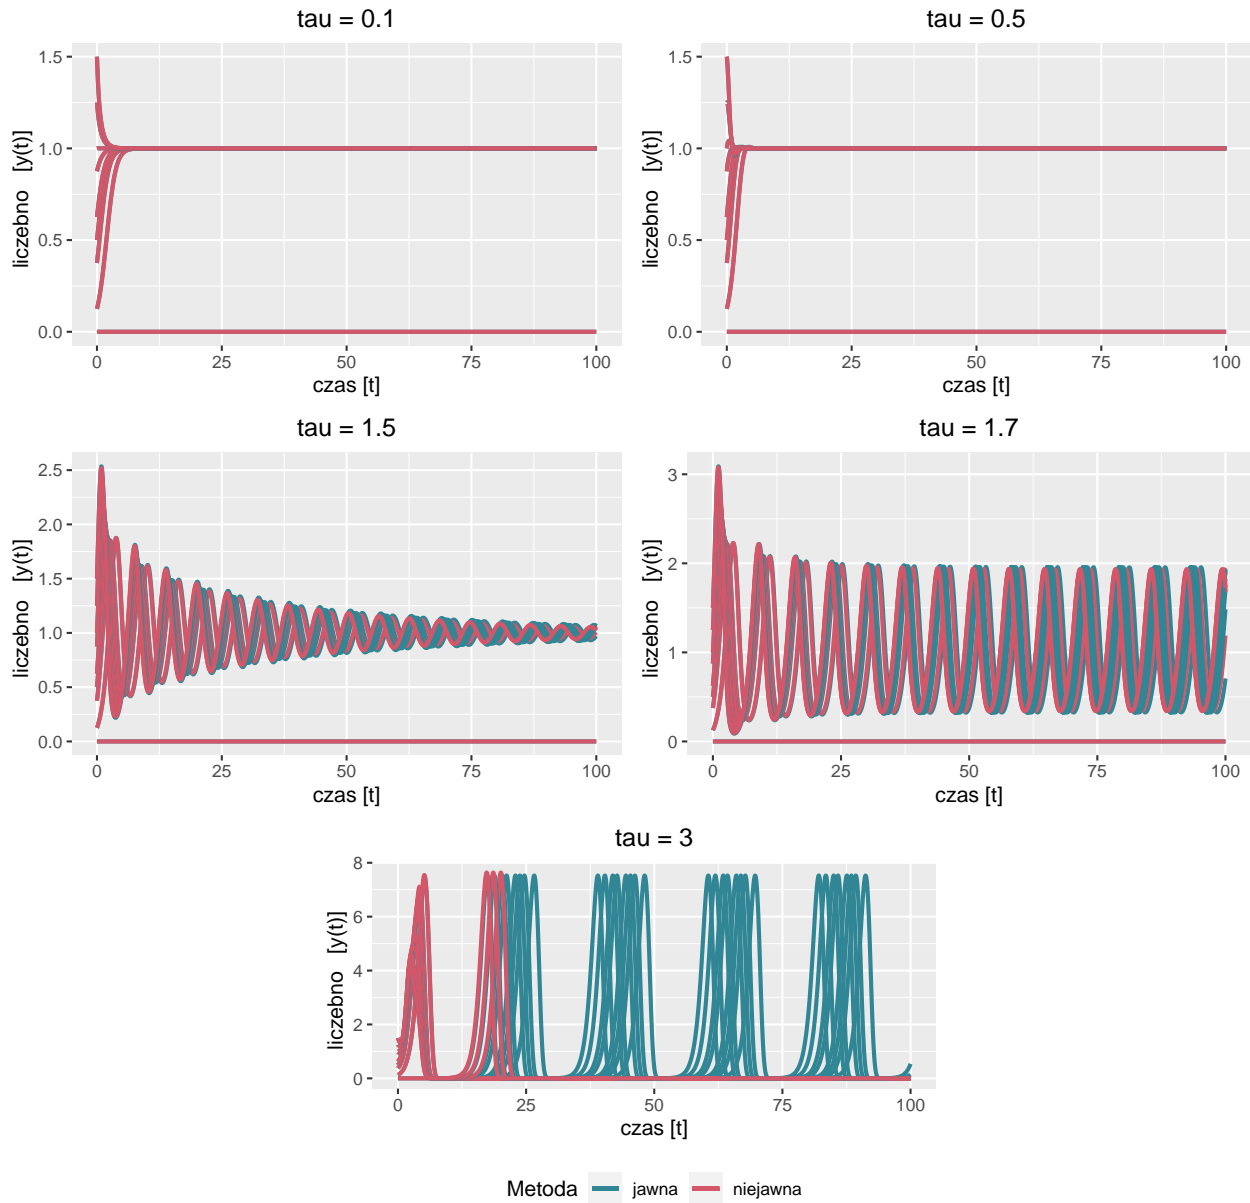 tau = 0.1
1.5
1.0
0.5
0.0
liczebno [y(t)]
0 25 50 75 100
czas [t]
tau = 0.5
1.5
1.0
0.5
0.0
liczebno [y(t)]
0 25 50 75 100
czas [t]
tau = 1.5
2.5
2.0
1.5
1.0
0.5
0.0
liczebno [y(t)]
0 25 50 75 100
czas [t]
tau = 1.7
3
2
1
0
liczebno [y(t)]
0 25 50 75 100
czas [t]
tau = 3
8
6
4
2
0
liczebno [y(t)]
0 25 50 75 100
czas [t]
Metoda jawna niejawna